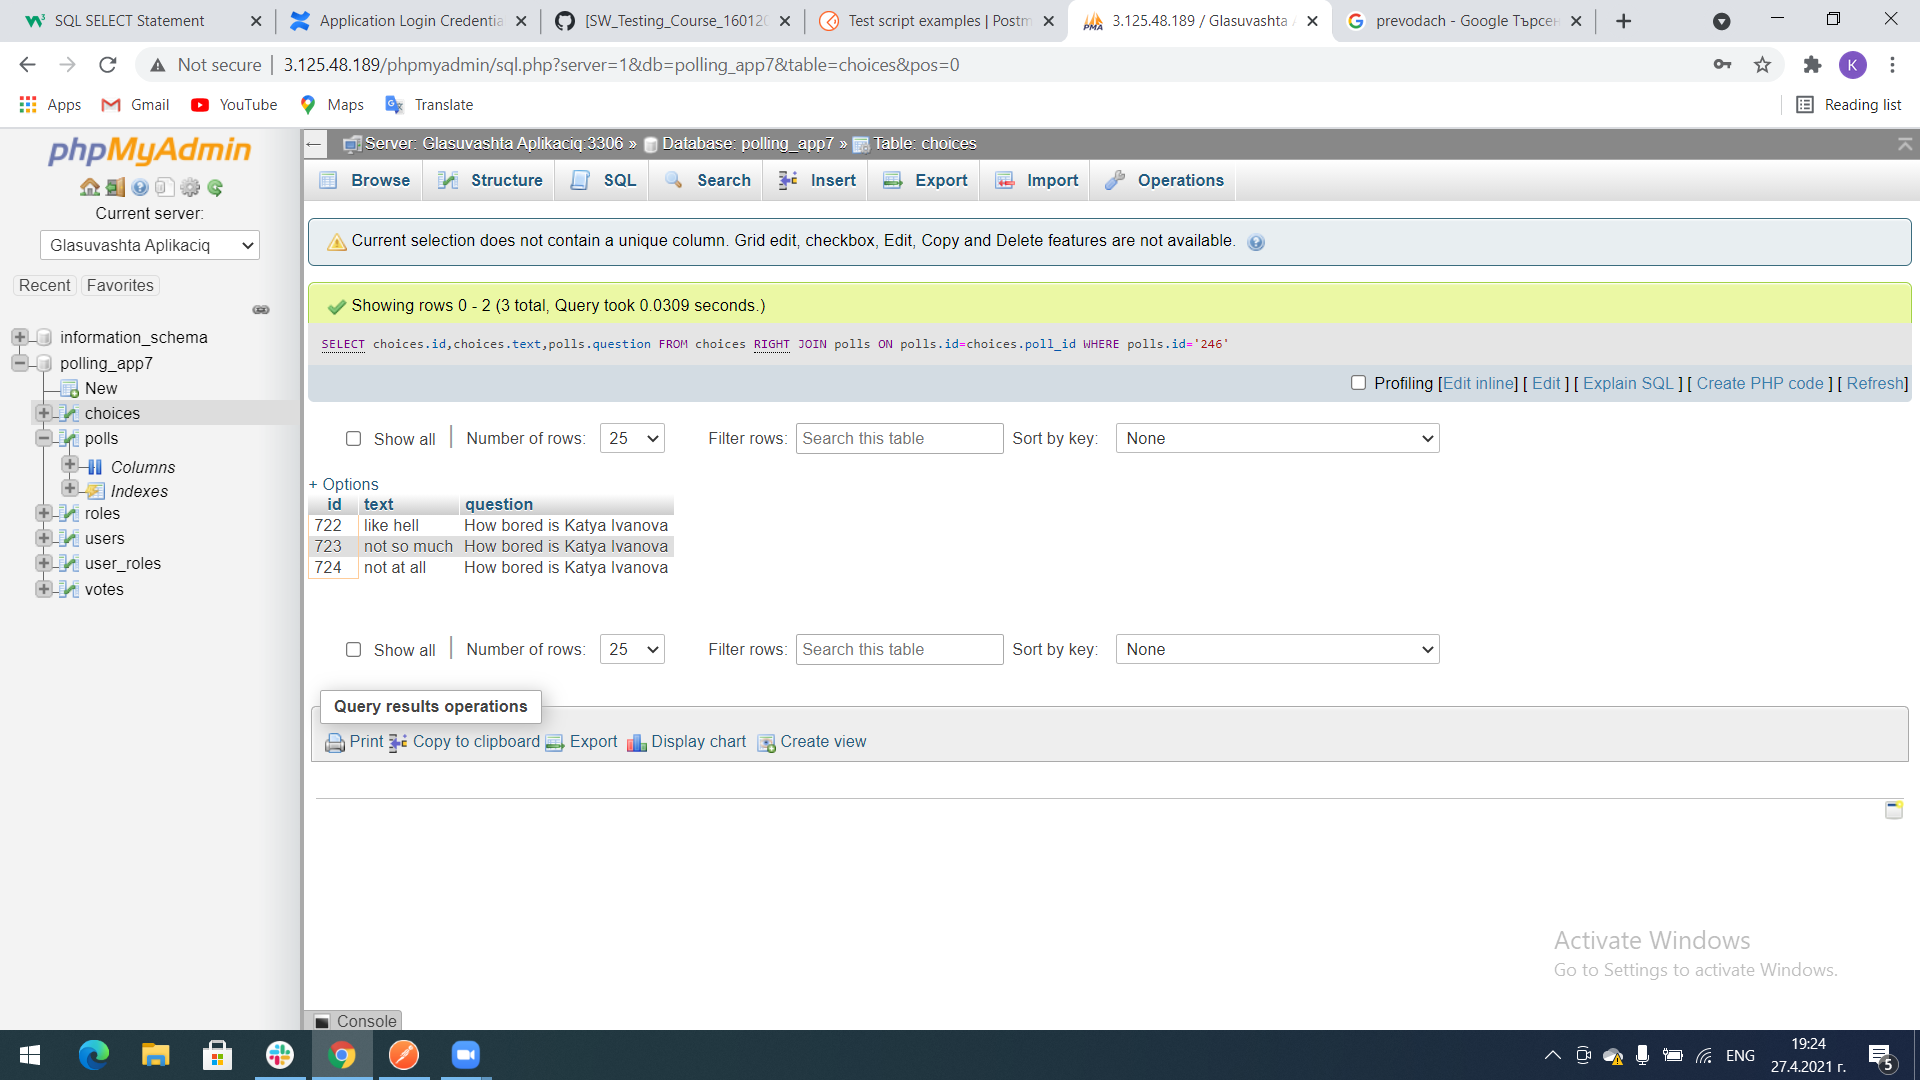 SQL SELECT Statement
Application Login Credentia
[SW_Testing_Course_16012
Test script examples | Postm
3.125.48.189 / Glasuvashta
prevodach - Google Търсен
Not secure
3.125.48.189/phpmyadmin/sql.php?server=1&db=polling_app7&table=choices&pos=0
K
Apps
Gmail
YouTube
Maps
Translate
Reading list
phpMyAdmin
Current server:
Glasuvashta Aplikaciq
Recent
Favorites
information_schema
polling_app7
New
choices
polls
Columns
Indexes
roles
users
user_roles
votes
Server: Glasuvashta Aplikaciq:3306 » Database: polling_app7 » Table: choices
Browse
Structure
SQL
Search
Insert
Export
Import
Operations
Current selection does not contain a unique column. Grid edit, checkbox, Edit, Copy and Delete features are not available.
Showing rows 0 - 2 (3 total, Query took 0.0309 seconds.)
SELECT choices.id,choices.text,polls.question FROM choices RIGHT JOIN polls ON polls.id=choices.poll_id WHERE polls.id='246'
Profiling [Edit inline] [ Edit ] [ Explain SQL ] [ Create PHP code ] [ Refresh]
Show all
Number of rows: 25
Filter rows: Search this table
Sort by key: None
+ Options
id text question
722 like hell How bored is Katya Ivanova
723 not so much How bored is Katya Ivanova
724 not at all How bored is Katya Ivanova
Show all
Number of rows: 25
Filter rows: Search this table
Sort by key: None
Query results operations
Print
Copy to clipboard
Export
Display chart
Create view
Activate Windows
Go to Settings to activate Windows.
Console
ENG
19:24
27.4.2021 г.
5